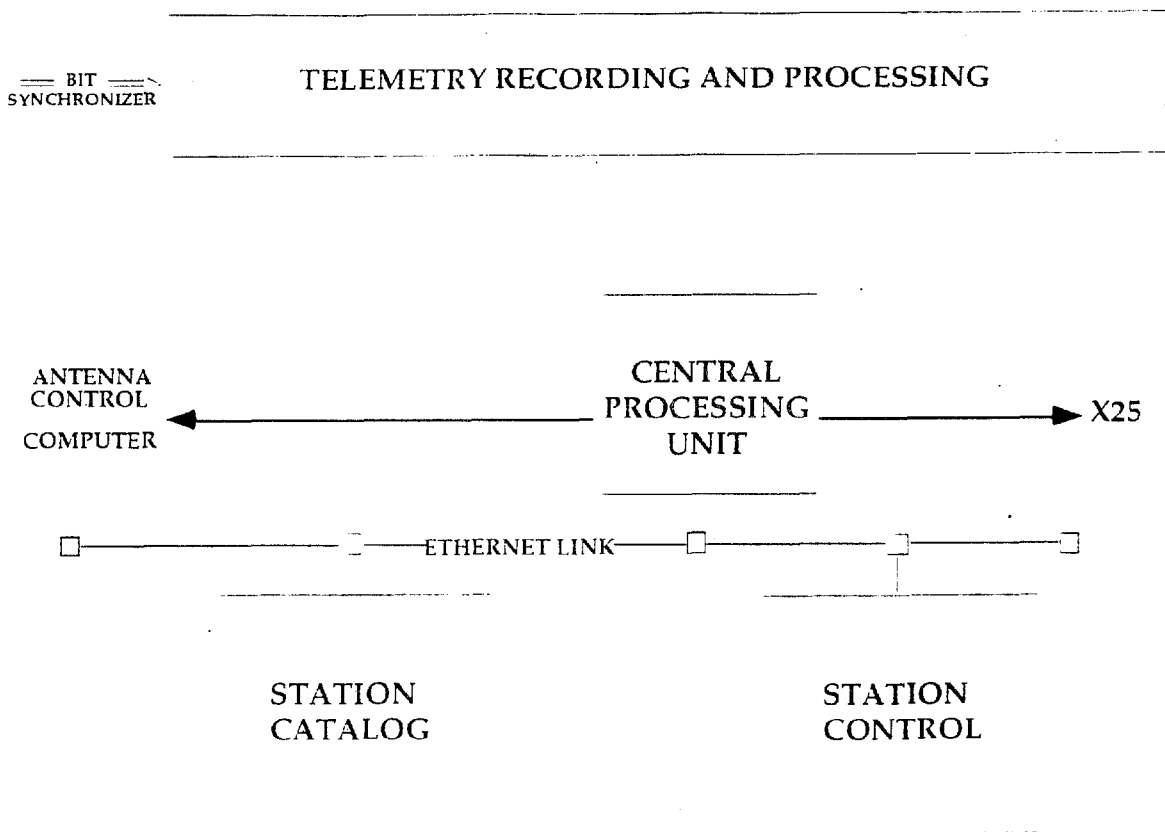 BIT
SYNCHRONIZER
TELEMETRY RECORDING AND PROCESSING
ANTENNA
CONTROL
COMPUTER
CENTRAL
PROCESSING
UNIT
X25
ETHERNET LINK
STATION
CATALOG
STATION
CONTROL